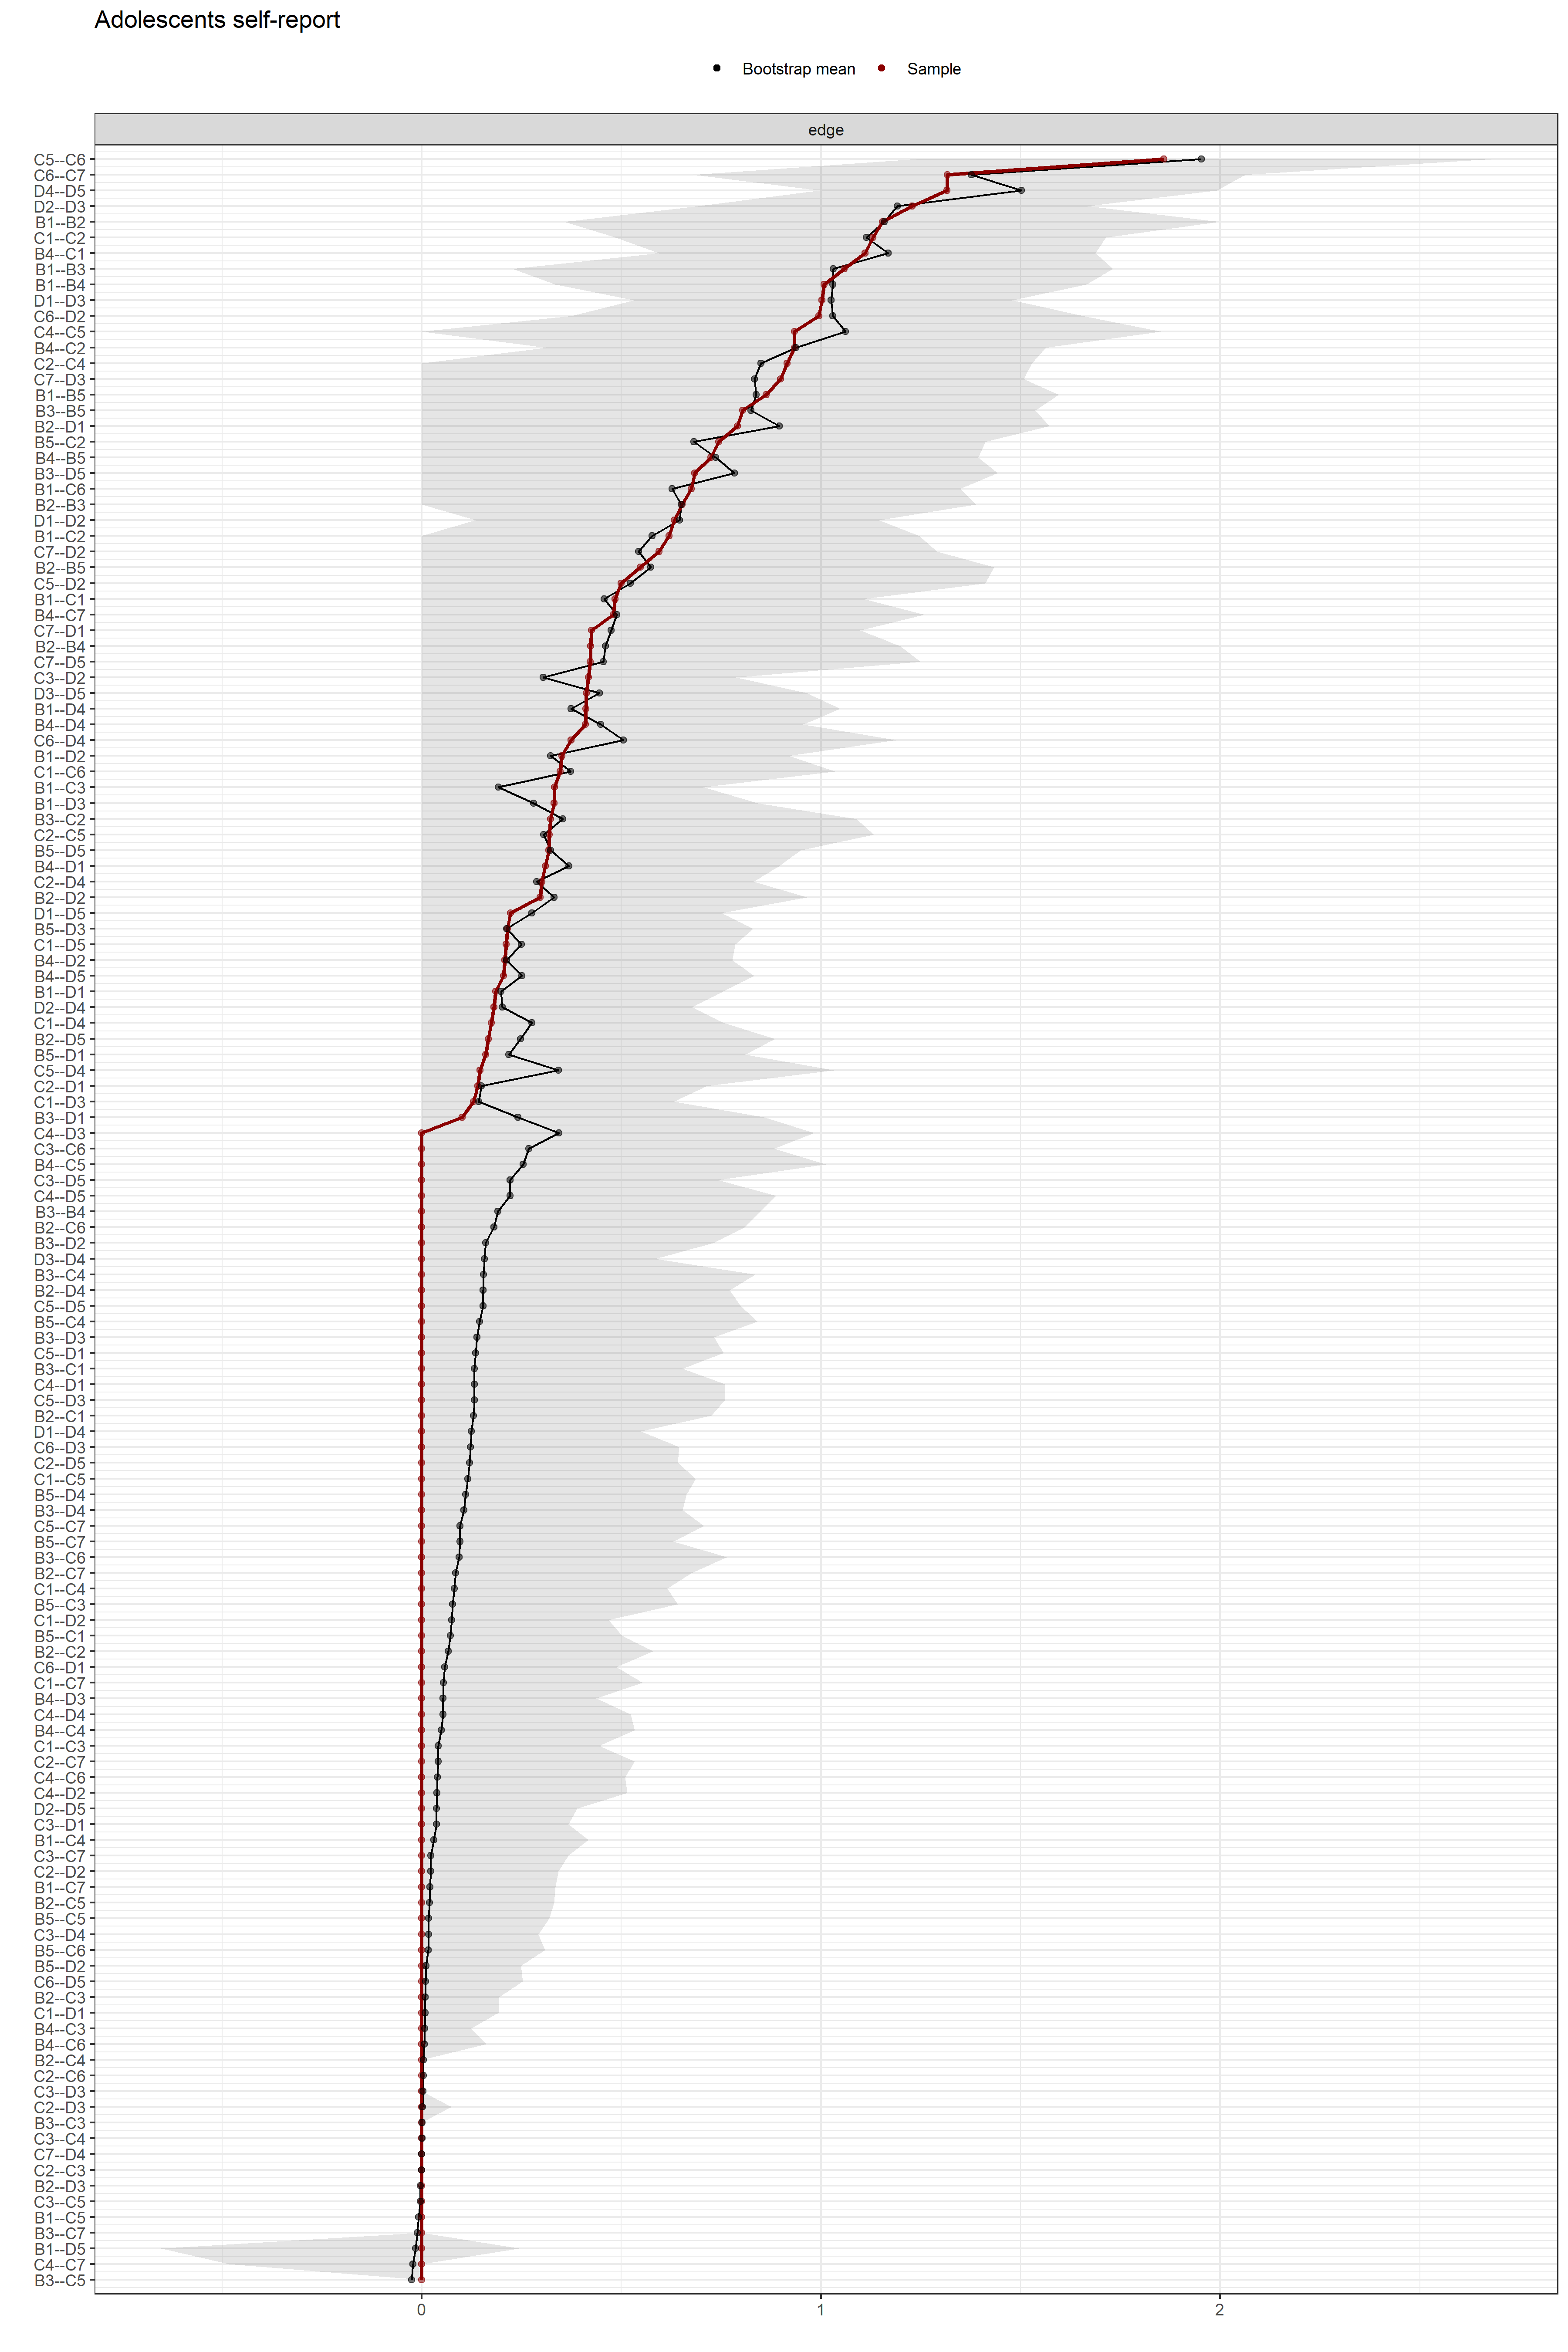 Adolescents self-report
Bootstrap mean
Sample
edge
C5--C6
C6--C7
D4--D5
D2--D3
B1--B2
C1--C2
B4--C1
B1--B3
B1--B4
D1--D3
C6--D2
C4--C5
B4--C2
C2--C4
C7--D3
B1--B5
B3--B5
B2--D1
B5--C2
B4--B5
B3--D5
B1--C6
B2--B3
D1--D2
B1--C2
C7--D2
B2--B5
C5--D2
B1--C1
B4--C7
C7--D1
B2--B4
C7--D5
C3--D2
D3--D5
B1--D4
B4--D4
C6--D4
B1--D2
C1--C6
B1--C3
B1--D3
B3--C2
C2--C5
B5--D5
B4--D1
C2--D4
B2--D2
D1--D5
B5--D3
C1--D5
B4--D2
B4--D5
B1--D1
D2--D4
C1--D4
B2--D5
B5--D1
C5--D4
C2--D1
C1--D3
B3--D1
C4--D3
C3--C6
B4--C5
C3--D5
C4--D5
B3--B4
B2--C6
B3--D2
D3--D4
B3--C4
B2--D4
C5--D5
B5--C4
B3--D3
C5--D1
B3--C1
C4--D1
C5--D3
B2--C1
D1--D4
C6--D3
C2--D5
C1--C5
B5--D4
B3--D4
C5--C7
B5--C7
B3--C6
B2--C7
C1--C4
B5--C3
C1--D2
B5--C1
B2--C2
C6--D1
C1--C7
B4--D3
C4--D4
B4--C4
C1--C3
C2--C7
C4--C6
C4--D2
D2--D5
C3--D1
B1--C4
C3--C7
C2--D2
B1--C7
B2--C5
B5--C5
C3--D4
B5--C6
B5--D2
C6--D5
B2--C3
C1--D1
B4--C3
B4--C6
B2--C4
C2--C6
C3--D3
C2--D3
B3--C3
C3--C4
C7--D4
C2--C3
B2--D3
C3--C5
B1--C5
B3--C7
B1--D5
C4--C7
B3--C5
0
1
2